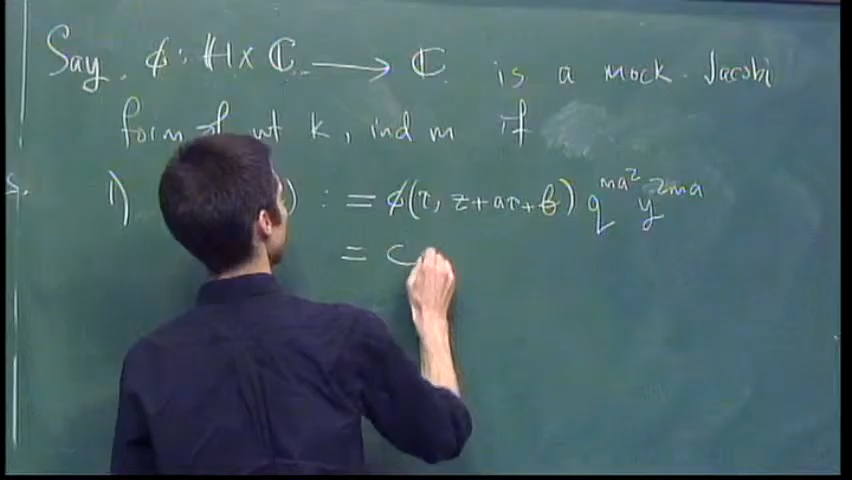 Say ϕ : ℍ × ℂ ⟶ ℂ is a mock Jacobi
form of wt k, ind m if
s. 1) ) := ϕ(τ, z+aτ+b) q^{ma²} y^{2ma}
= C